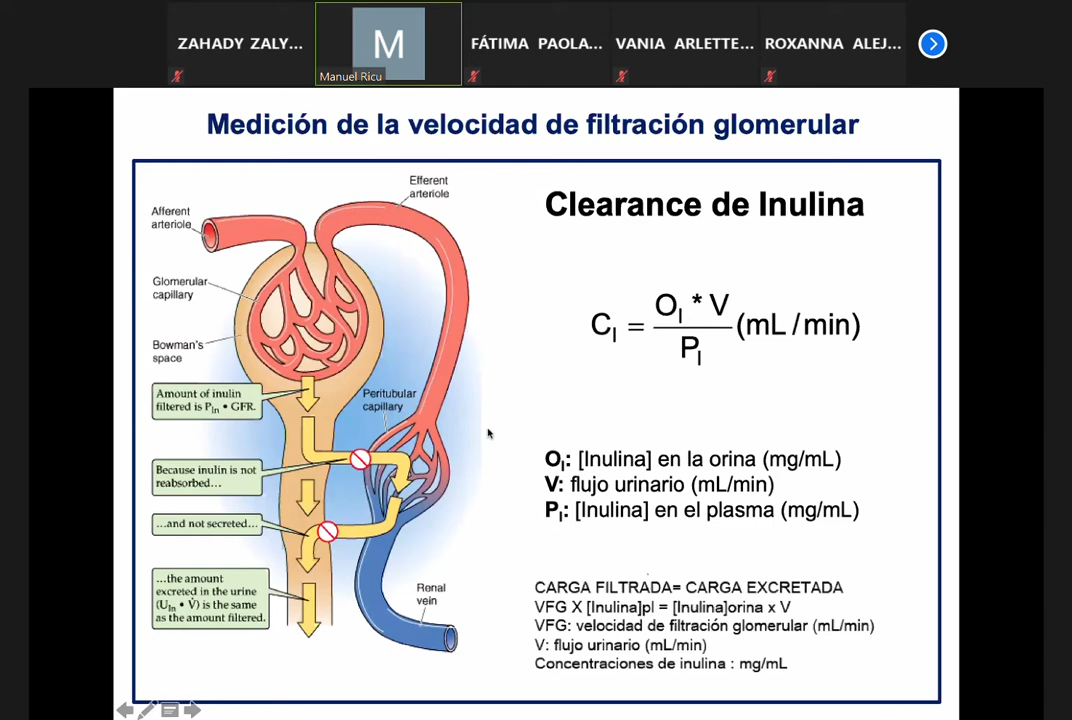 ZAHADY ZALY...
M
Manuel Ricu
FÁTIMA PAOLA...
VANIA ARLETTE...
ROXANNA ALEJ...
Medición de la velocidad de filtración glomerular
Efferent
arteriole
Afferent
arteriole
Glomerular
capillary
Bowman's
space
Amount of inulin
filtered is PIn • GFR.
Peritubular
capillary
Because inulin is not
reabsorbed...
...and not secreted...
...the amount
excreted in the urine
(UIn • V̇) is the same
as the amount filtered.
Renal
vein
Clearance de Inulina
CI = OI * V / PI (mL / min)
OI: [Inulina] en la orina (mg/mL)
V: flujo urinario (mL/min)
PI: [Inulina] en el plasma (mg/mL)
CARGA FILTRADA= CARGA EXCRETADA
VFG X [Inulina]pl = [Inulina]orina x V
VFG: velocidad de filtración glomerular (mL/min)
V: flujo urinario (mL/min)
Concentraciones de inulina : mg/mL